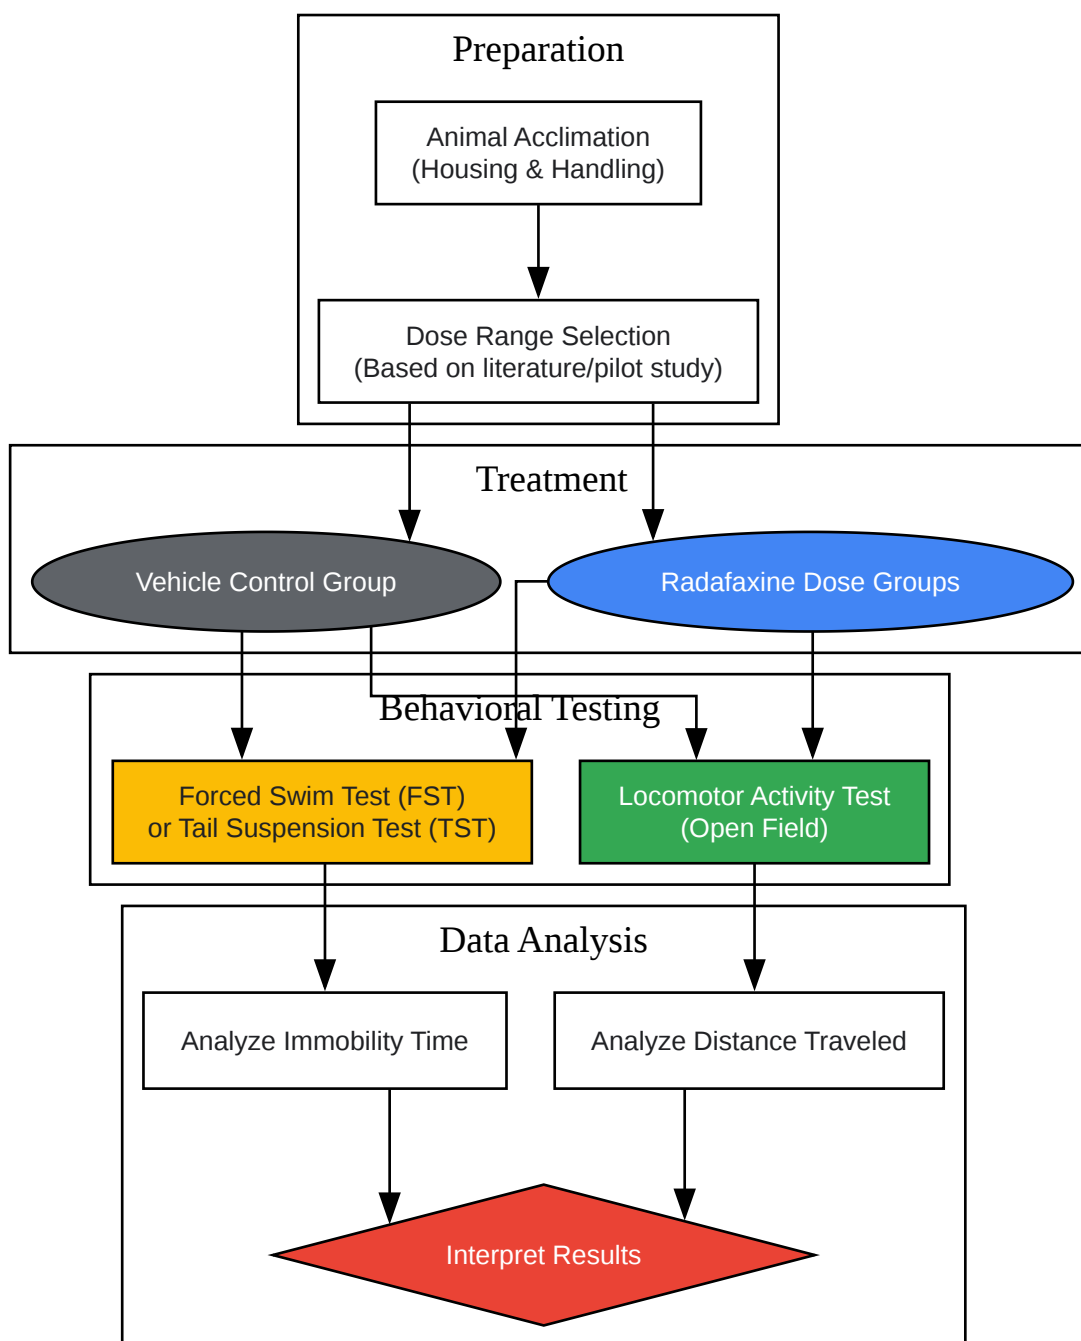 Preparation
Animal Acclimation
(Housing & Handling)
Dose Range Selection
(Based on literature/pilot study)
Treatment
Vehicle Control Group
Radafaxine Dose Groups
Behavioral Testing
Forced Swim Test (FST)
or Tail Suspension Test (TST)
Locomotor Activity Test
(Open Field)
Data Analysis
Analyze Immobility Time
Analyze Distance Traveled
Interpret Results